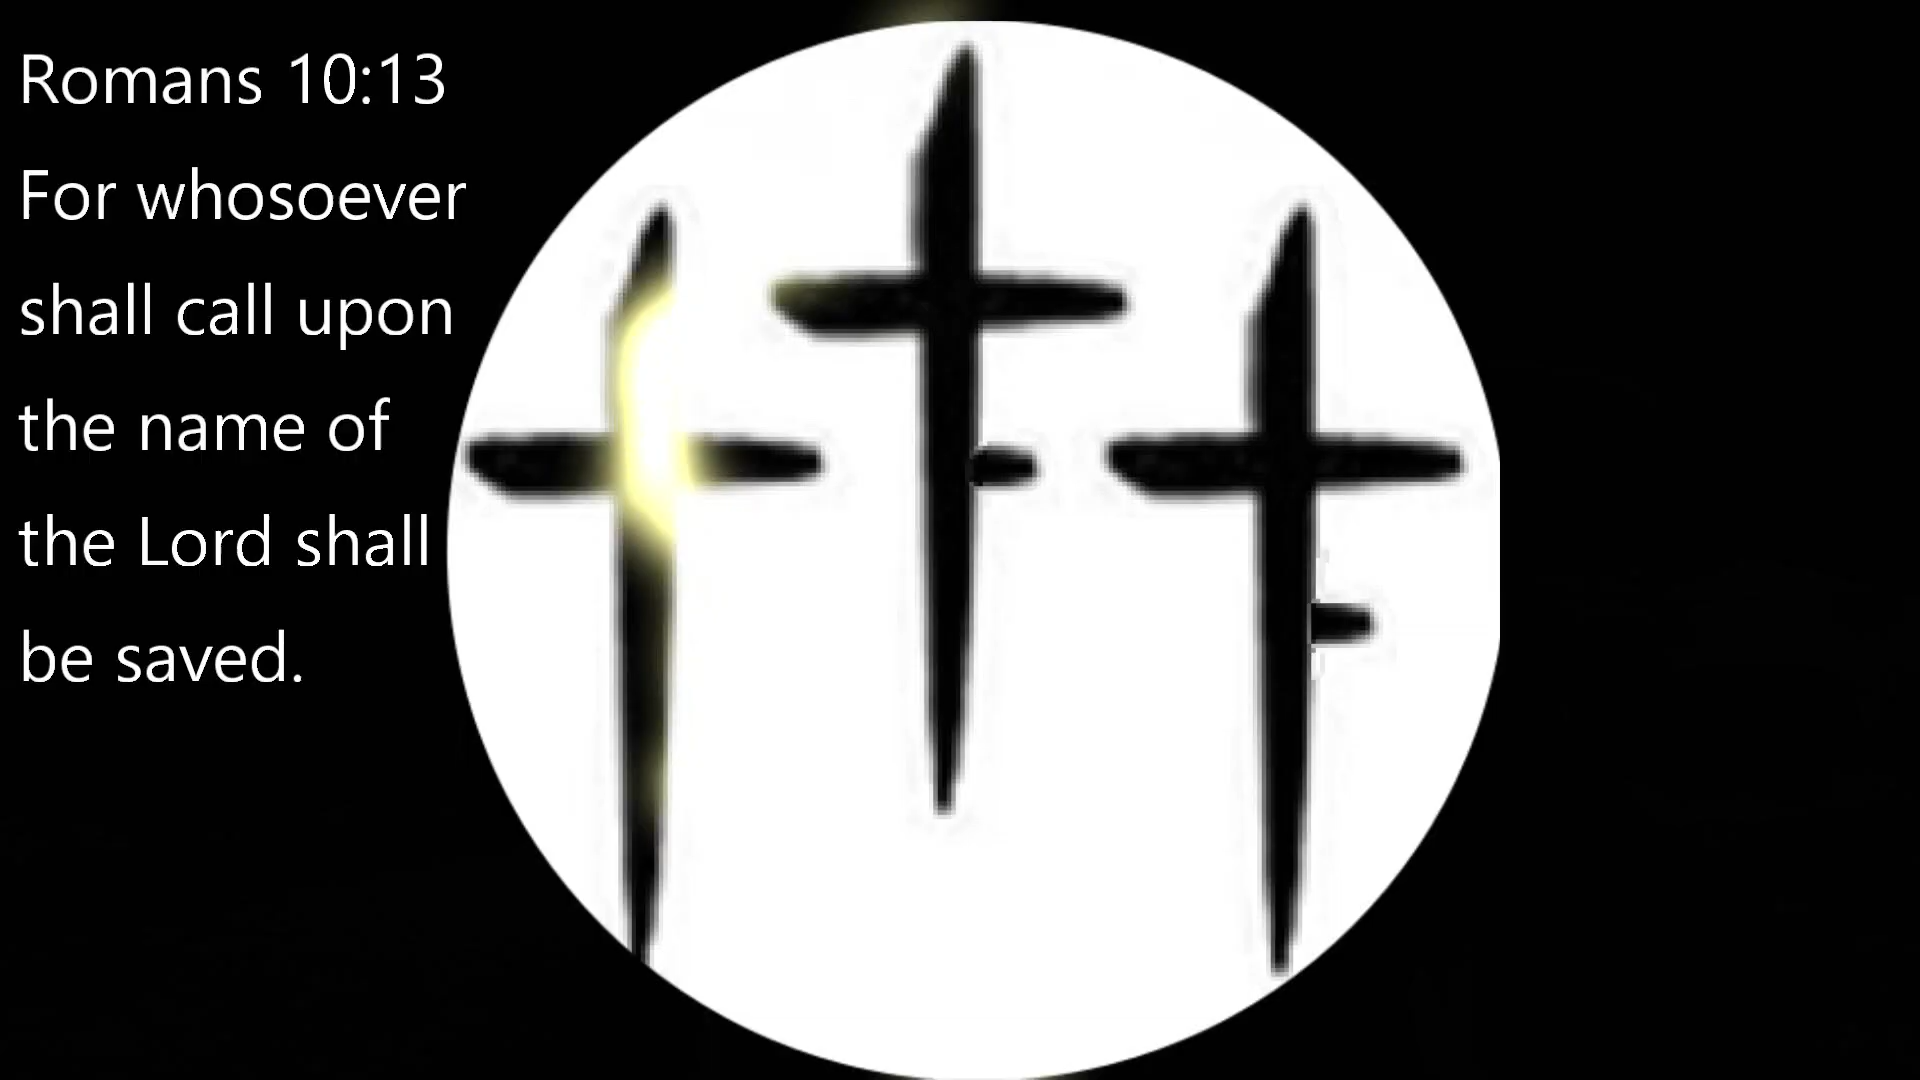 Romans 10:13
For whosoever
shall call upon
the name of
the Lord shall
be saved.